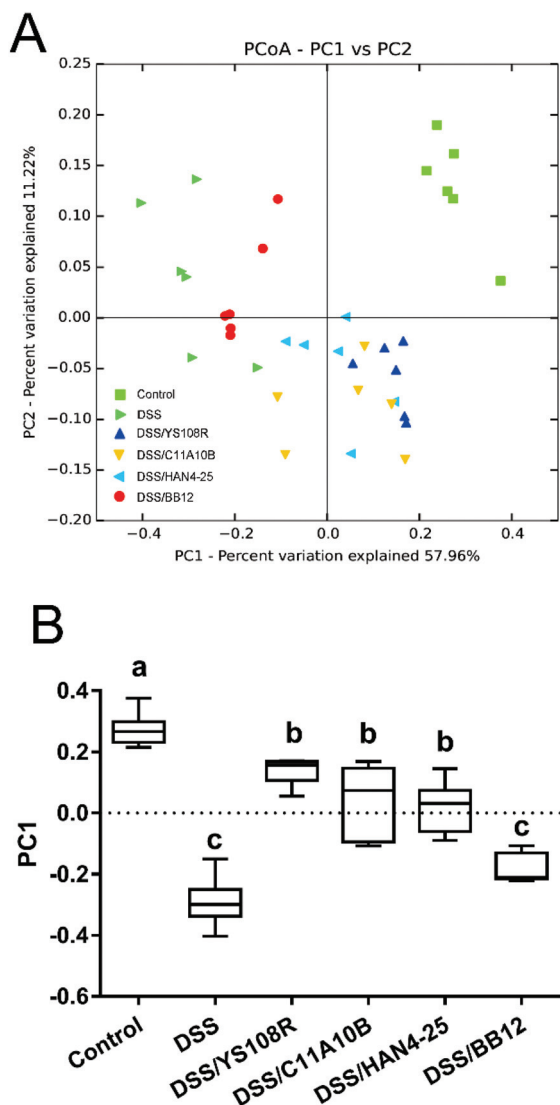 A
PCoA - PC1 vs PC2
PC2 - Percent variation explained 11.22%
0.25
0.20
0.15
0.10
0.05
0.00
−0.05
−0.10
−0.15
−0.20
Control
DSS
DSS/YS108R
DSS/C11A10B
DSS/HAN4-25
DSS/BB12
−0.4 −0.2 0.0 0.2 0.4
PC1 - Percent variation explained 57.96%
B
PC1
0.4
0.2
0.0
-0.2
-0.4
-0.6
a
c
b
b
b
c
Control
DSS
DSS/YS108R
DSS/C11A10B
DSS/HAN4-25
DSS/BB12